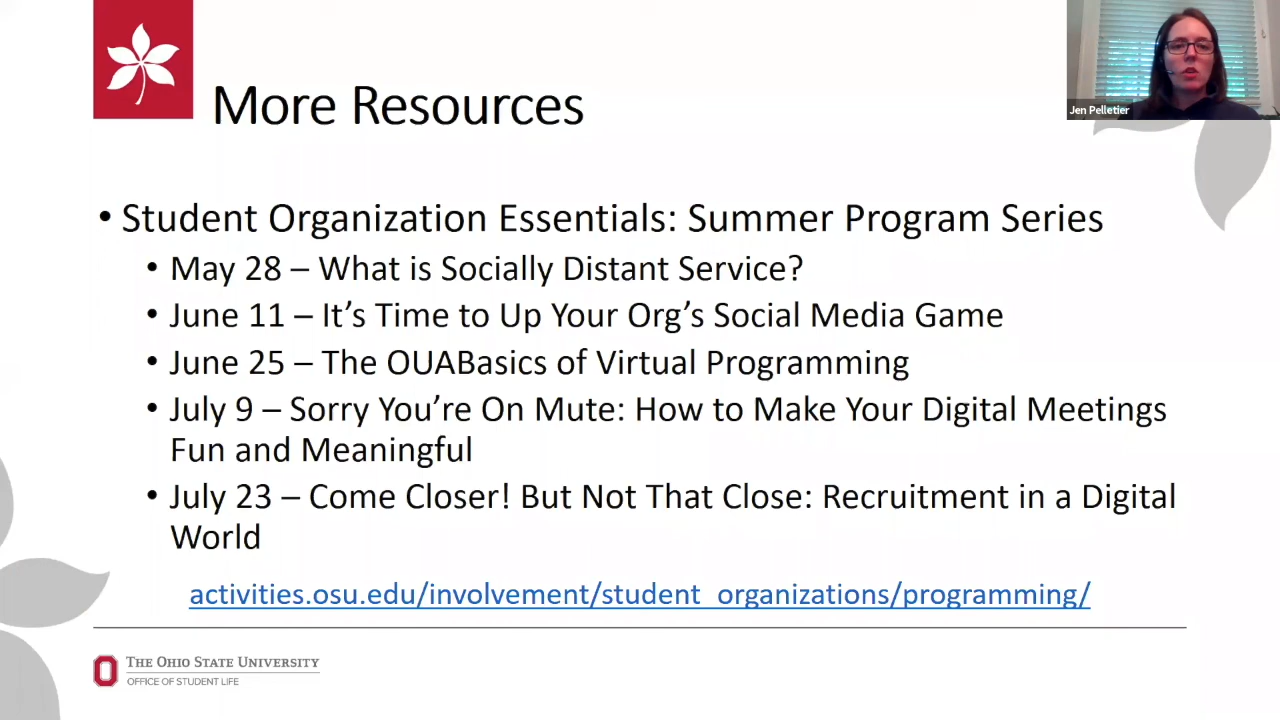 More Resources
Jen Pelletier
• Student Organization Essentials: Summer Program Series
• May 28 – What is Socially Distant Service?
• June 11 – It’s Time to Up Your Org’s Social Media Game
• June 25 – The OUABasics of Virtual Programming
• July 9 – Sorry You’re On Mute: How to Make Your Digital Meetings
Fun and Meaningful
• July 23 – Come Closer! But Not That Close: Recruitment in a Digital
World
activities.osu.edu/involvement/student_organizations/programming/
THE OHIO STATE UNIVERSITY
OFFICE OF STUDENT LIFE